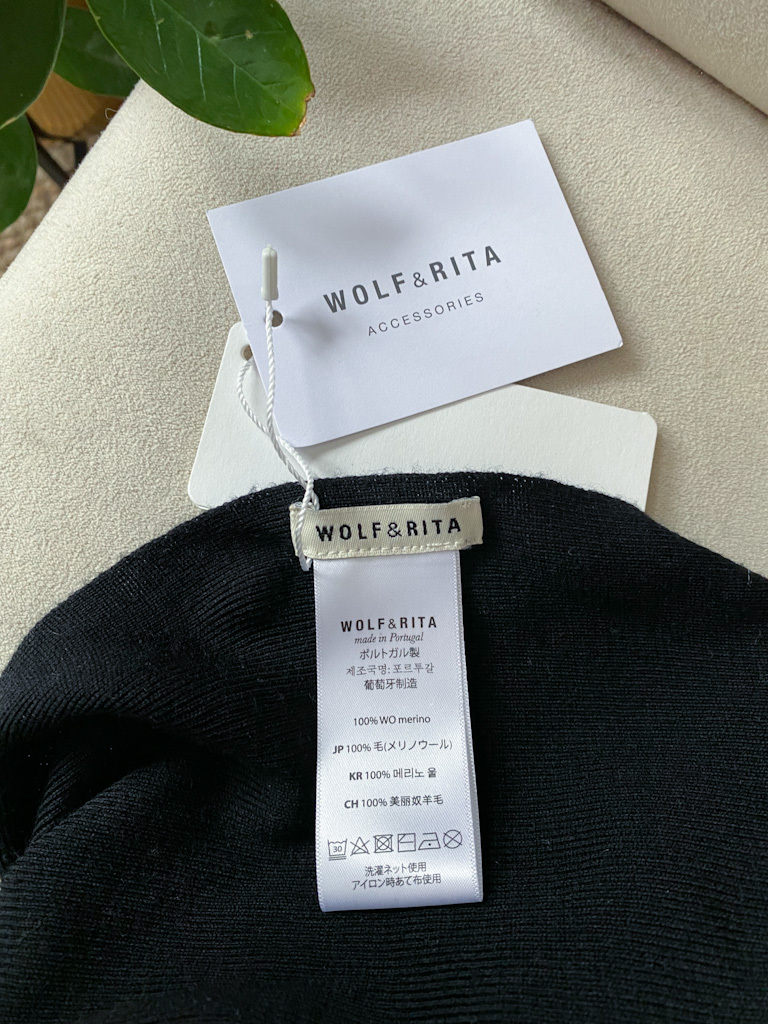 WOLF&RITA
ACCESSORIES
WOLF&RITA
WOLF&RITA
made in Portugal
ポルトガル製
제조국명: 포르투갈
葡萄牙制造
100% WO merino
JP 100% 毛(メリノウール)
KR 100% 메리노 울
CH 100% 美丽奴羊毛
30
洗濯ネット使用
アイロン時あて布使用